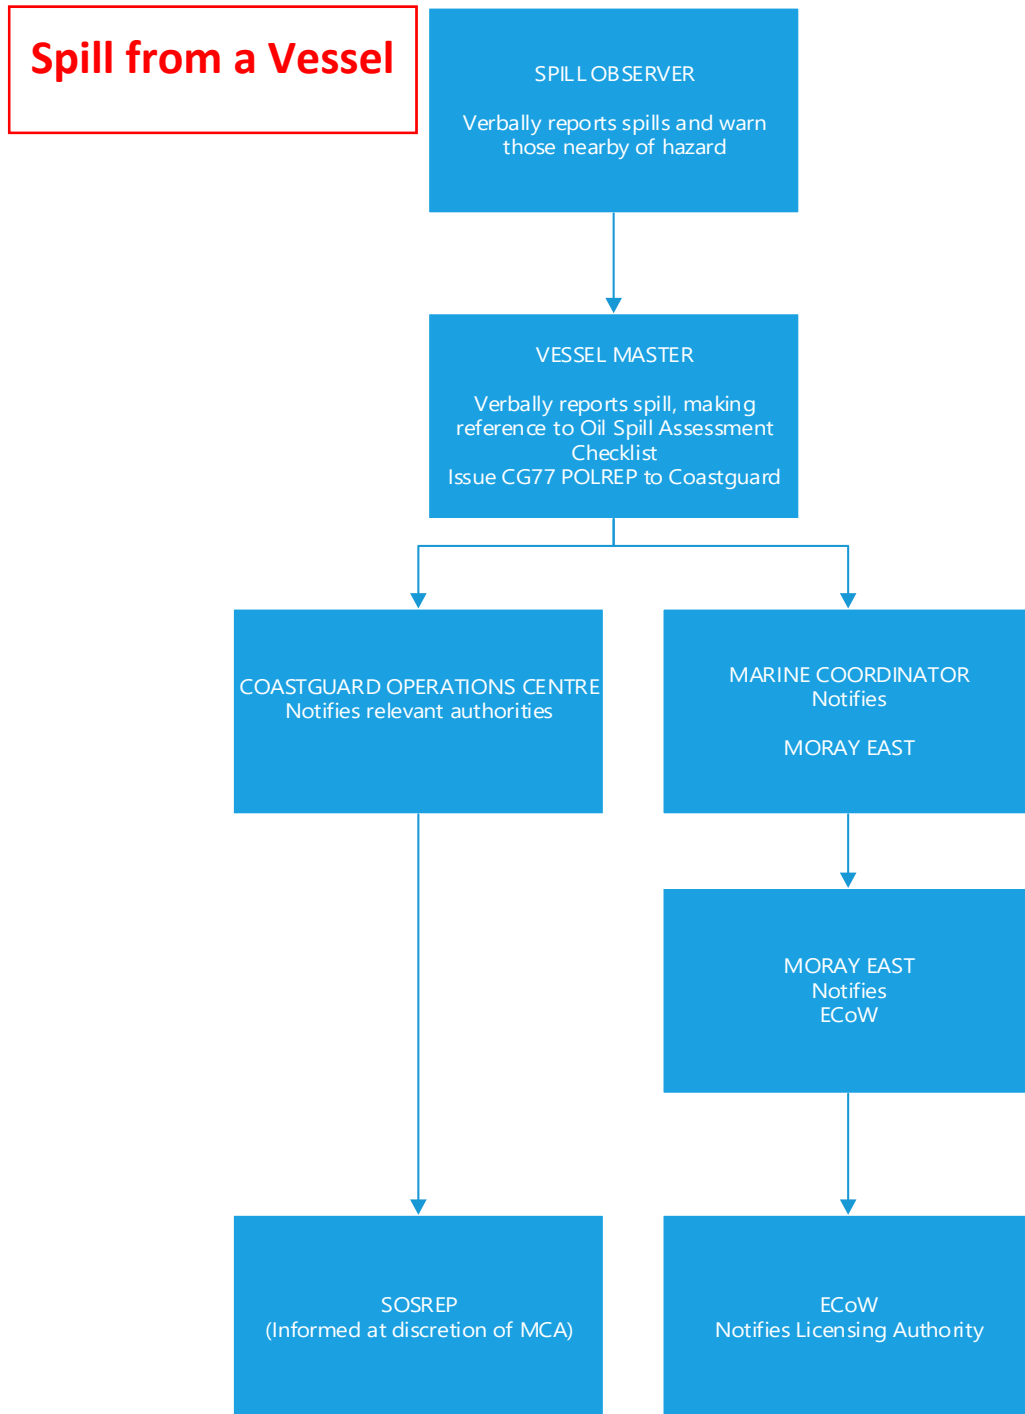 Spill from a Vessel
SPILL OBSERVER
Verbally reports spills and warn
those nearby of hazard
VESSEL MASTER
Verbally reports spill, making
reference to Oil Spill Assessment
Checklist
Issue CG77 POLREP to Coastguard
COASTGUARD OPERATIONS CENTRE
Notifies relevant authorities
MARINE COORDINATOR
Notifies
MORAY EAST
MORAY EAST
Notifies
ECoW
SOSREP
(Informed at discretion of MCA)
ECoW
Notifies Licensing Authority